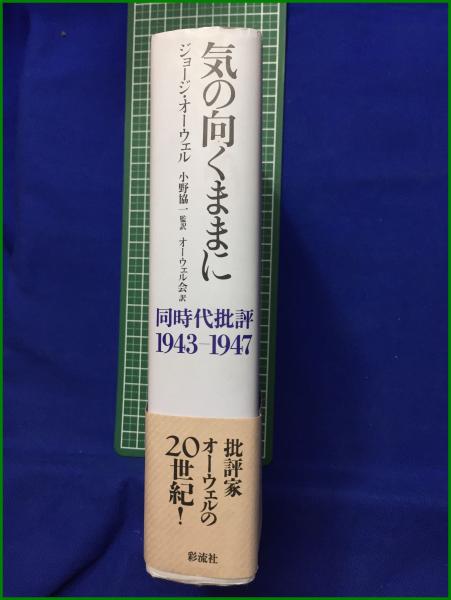 気の向くままに
ジョージ・オーウェル 小野協一 監訳 オーウェル会 訳
同時代批評
1943-1947
批評家
オーウェルの
20世紀!
彩流社